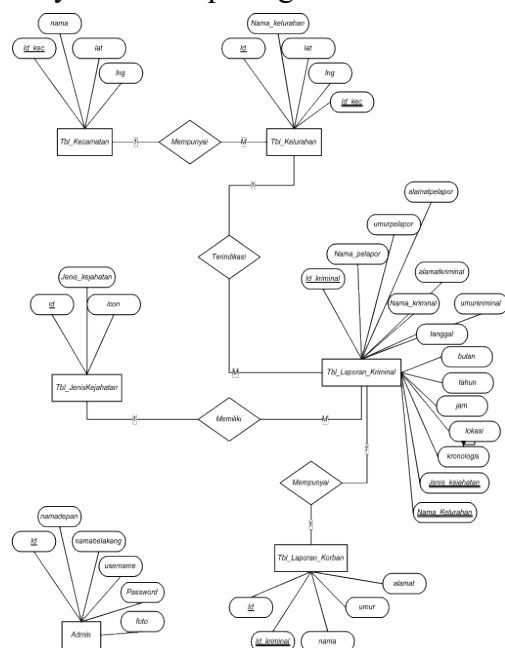 nama
Id_kec
lat
lng
Tbl_Kecamatan
1
Mempunyai
M
Nama_kelurahan
Id
lat
lng
Id_kec
Tbl_Kelurahan
1
Terindikasi
M
alamatpelapor
umurpelapor
Nama_pelapor
Id_kriminal
alamatkriminal
Nama_kriminal
umurkriminal
tanggal
bulan
tahun
jam
lokasi
kronologis
Jenis_kejahatan
Nama_Kelurahan
Tbl_Laporan_Kriminal
Jenis_kejahatan
id
icon
Tbl_JenisKejahatan
1
Memiliki
M
1
Mempunyai
1
Tbl_Laporan_Korban
Id
Id_kriminal
nama
umur
alamat
namadepan
Id
namabelakang
username
Password
foto
Admin